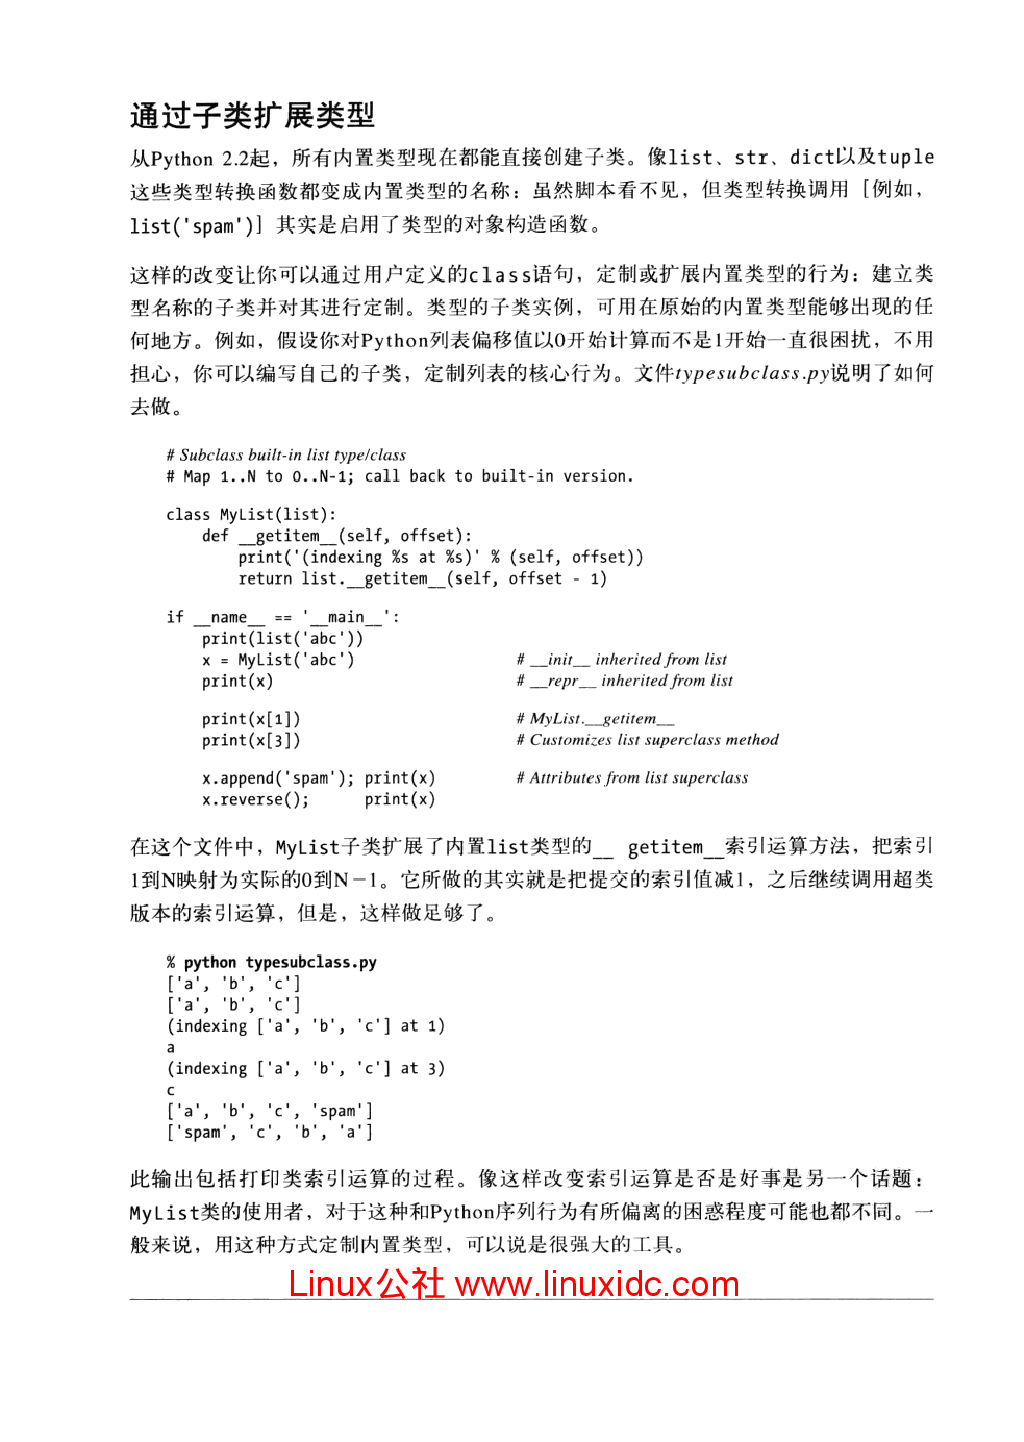 通过子类扩展类型
从Python 2.2起，所有内置类型现在都能直接创建子类。像list、str、dict以及tuple
这些类型转换函数都变成内置类型的名称：虽然脚本看不见，但类型转换调用［例如，
list('spam')］其实是启用了类型的对象构造函数。
这样的改变让你可以通过用户定义的class语句，定制或扩展内置类型的行为：建立类
型名称的子类并对其进行定制。类型的子类实例，可用在原始的内置类型能够出现的任
何地方。例如，假设你对Python列表偏移值以0开始计算而不是1开始一直很困扰，不用
担心，你可以编写自己的子类，定制列表的核心行为。文件typesubclass.py说明了如何
去做。
# Subclass built-in list type/class
# Map 1..N to 0..N-1; call back to built-in version.
class MyList(list):
    def __getitem__(self, offset):
        print('(indexing %s at %s)' % (self, offset))
        return list.__getitem__(self, offset - 1)
if __name__ == '__main__':
    print(list('abc'))
    x = MyList('abc') # __init__ inherited from list
    print(x) # __repr__ inherited from list
    print(x[1]) # MyList.__getitem__
    print(x[3]) # Customizes list superclass method
    x.append('spam'); print(x) # Attributes from list superclass
    x.reverse(); print(x)
在这个文件中，MyList子类扩展了内置list类型的__ getitem__索引运算方法，把索引
1到N映射为实际的0到N－1。它所做的其实就是把提交的索引值减1，之后继续调用超类
版本的索引运算，但是，这样做足够了。
% python typesubclass.py
['a', 'b', 'c']
['a', 'b', 'c']
(indexing ['a', 'b', 'c'] at 1)
a
(indexing ['a', 'b', 'c'] at 3)
c
['a', 'b', 'c', 'spam']
['spam', 'c', 'b', 'a']
此输出包括打印类索引运算的过程。像这样改变索引运算是否是好事是另一个话题：
MyList类的使用者，对于这种和Python序列行为有所偏离的困惑程度可能也都不同。一
般来说，用这种方式定制内置类型，可以说是很强大的工具。
Linux公社 www.linuxidc.com